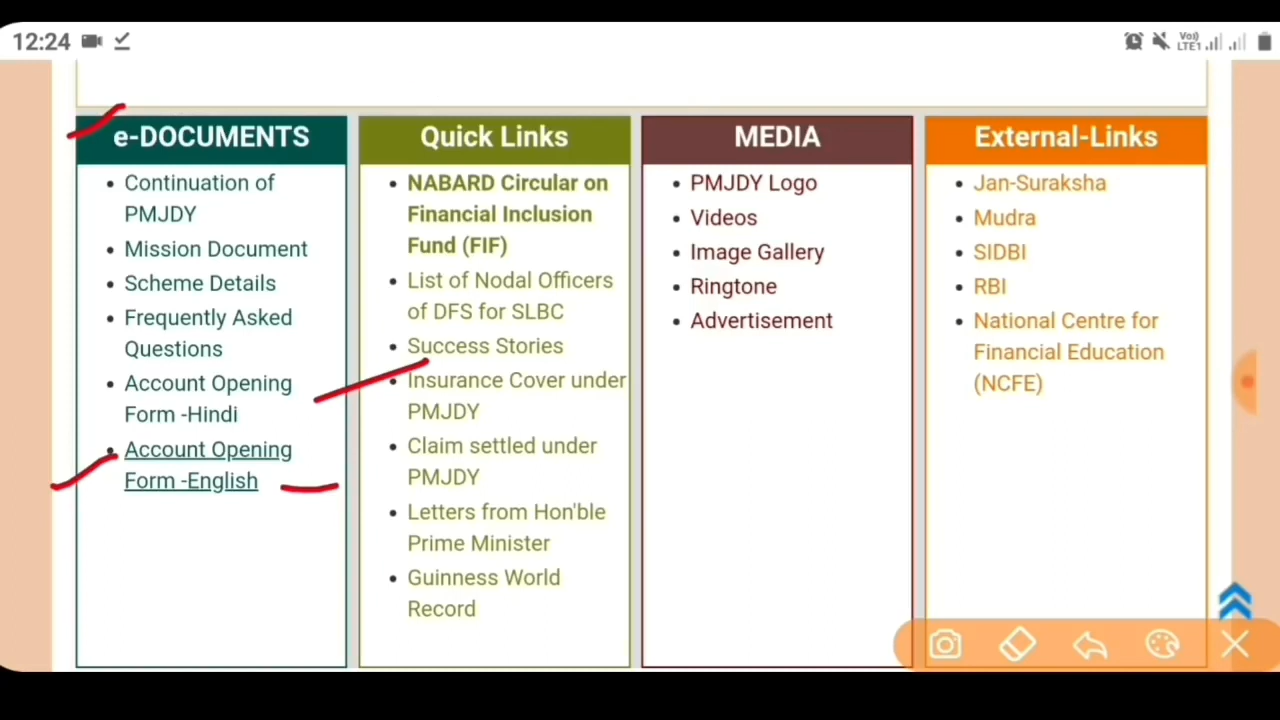 12:24
Vo))
LTE1
e-DOCUMENTS
Continuation of
PMJDY
Mission Document
Scheme Details
Frequently Asked
Questions
Account Opening
Form -Hindi
Account Opening
Form -English
Quick Links
NABARD Circular on
Financial Inclusion
Fund (FIF)
List of Nodal Officers
of DFS for SLBC
Success Stories
Insurance Cover under
PMJDY
Claim settled under
PMJDY
Letters from Hon'ble
Prime Minister
Guinness World
Record
MEDIA
PMJDY Logo
Videos
Image Gallery
Ringtone
Advertisement
External-Links
Jan-Suraksha
Mudra
SIDBI
RBI
National Centre for
Financial Education
(NCFE)